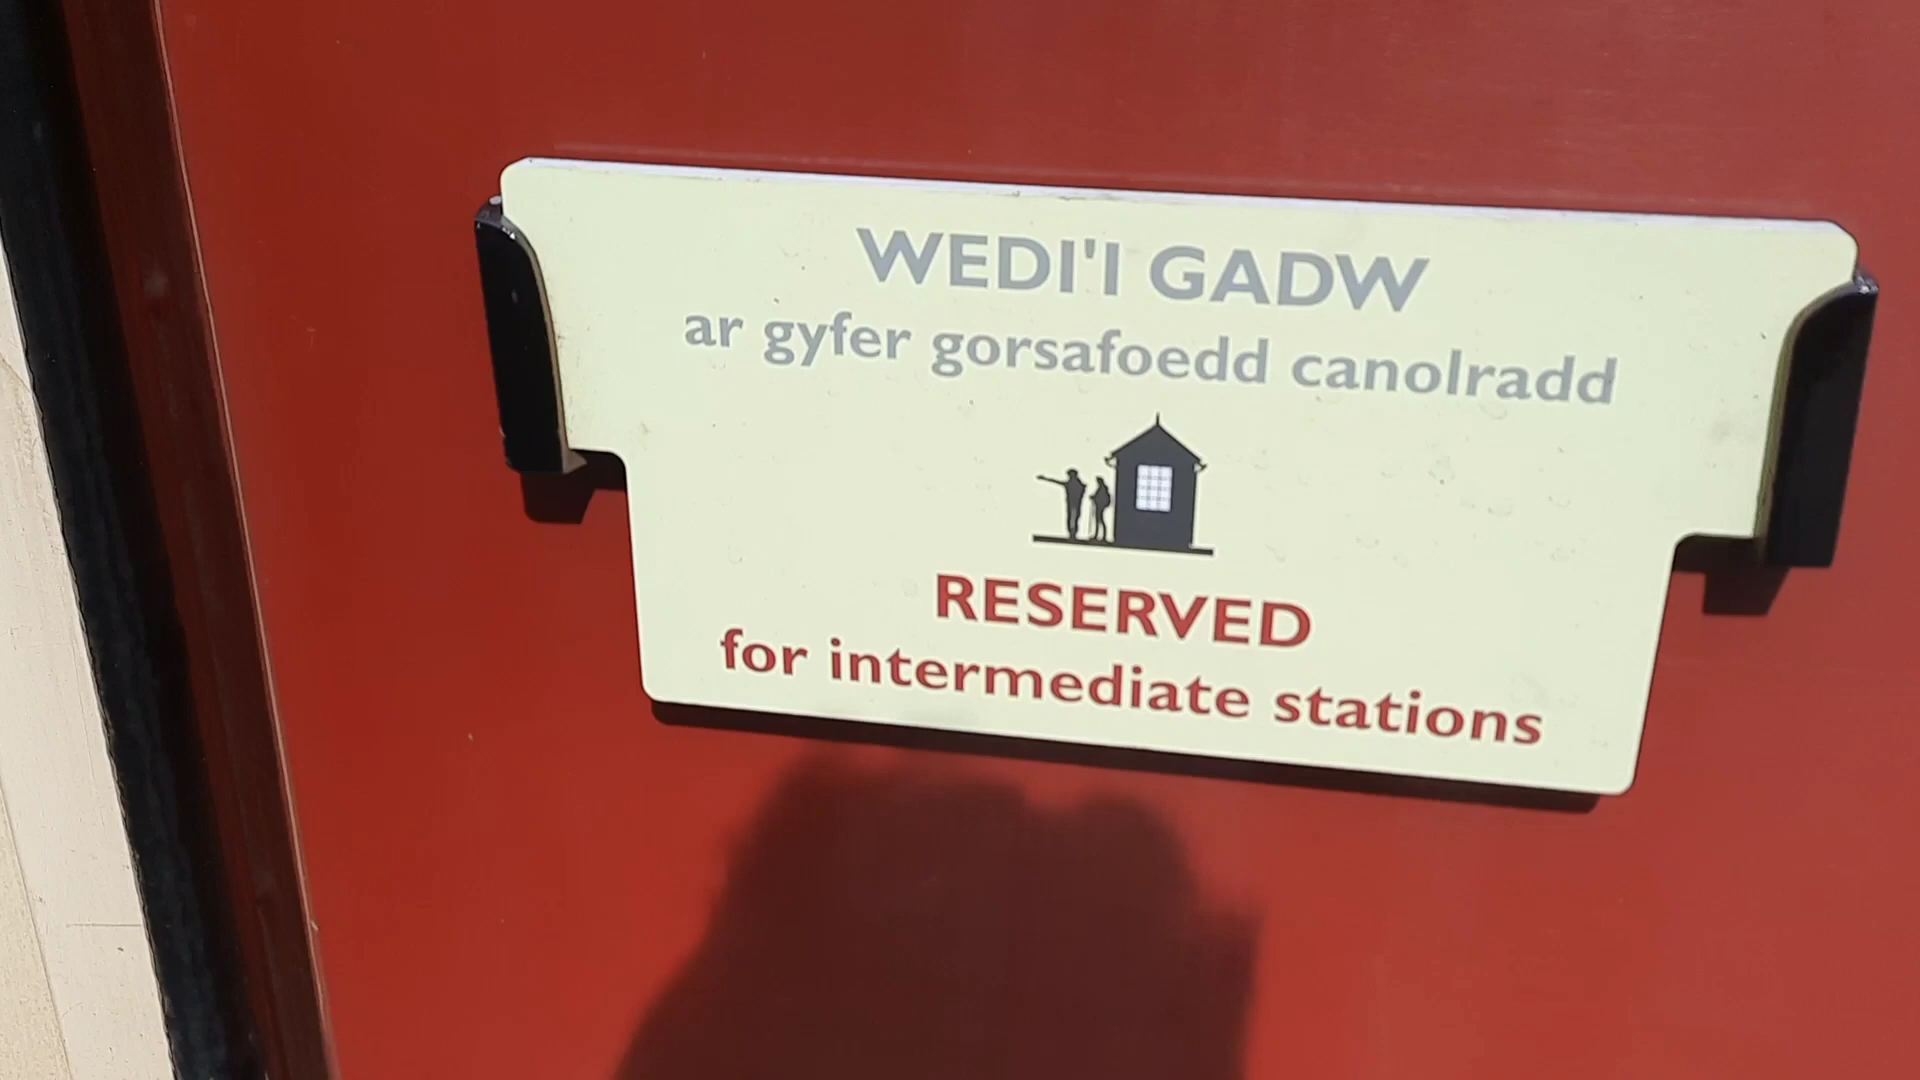 WEDI'I GADW
ar gyfer gorsafoedd canolradd
RESERVED
for intermediate stations